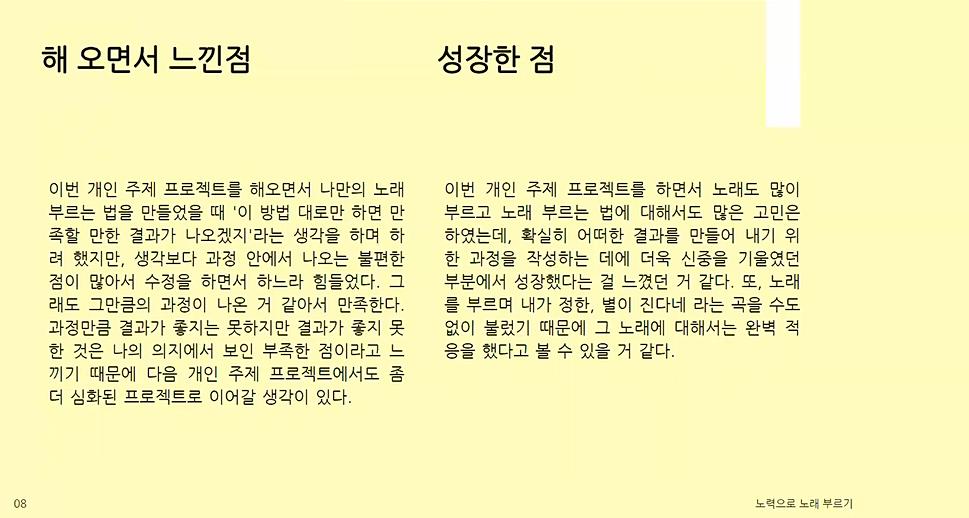 해 오면서 느낀점
성장한 점
이번 개인 주제 프로젝트를 해오면서 나만의 노래
부르는 법을 만들었을 때 '이 방법 대로만 하면 만
족할 만한 결과가 나오겠지'라는 생각을 하며 하
려 했지만, 생각보다 과정 안에서 나오는 불편한
점이 많아서 수정을 하면서 하느라 힘들었다. 그
래도 그만큼의 과정이 나온 거 같아서 만족한다.
과정만큼 결과가 좋지는 못하지만 결과가 좋지 못
한 것은 나의 의지에서 보인 부족한 점이라고 느
끼기 때문에 다음 개인 주제 프로젝트에서도 좀
더 심화된 프로젝트로 이어갈 생각이 있다.
이번 개인 주제 프로젝트를 하면서 노래도 많이
부르고 노래 부르는 법에 대해서도 많은 고민은
하였는데, 확실히 어떠한 결과를 만들어 내기 위
한 과정을 작성하는 데에 더욱 신중을 기울였던
부분에서 성장했다는 걸 느꼈던 거 같다. 또, 노래
를 부르며 내가 정한, 별이 진다네 라는 곡을 수도
없이 불렀기 때문에 그 노래에 대해서는 완벽 적
응을 했다고 볼 수 있을 거 같다.
08
노력으로 노래 부르기